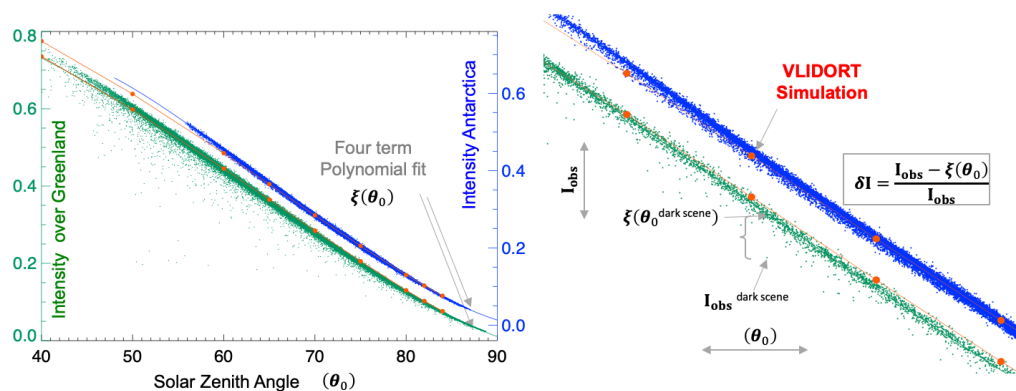 0.8
0.6
0.4
0.2
0.0
Intensity over Greenland
40
50
60
70
80
90
Solar Zenith Angle (θ₀)
0.6
0.4
0.2
0.0
Intensity Antarctica
Four term
Polynomial fit
ξ(θ₀)
VLIDORT
Simulation
I_obs
ξ(θ₀^dark scene)
I_obs^dark scene
(θ₀)
δI = (I_obs − ξ(θ₀)) / I_obs